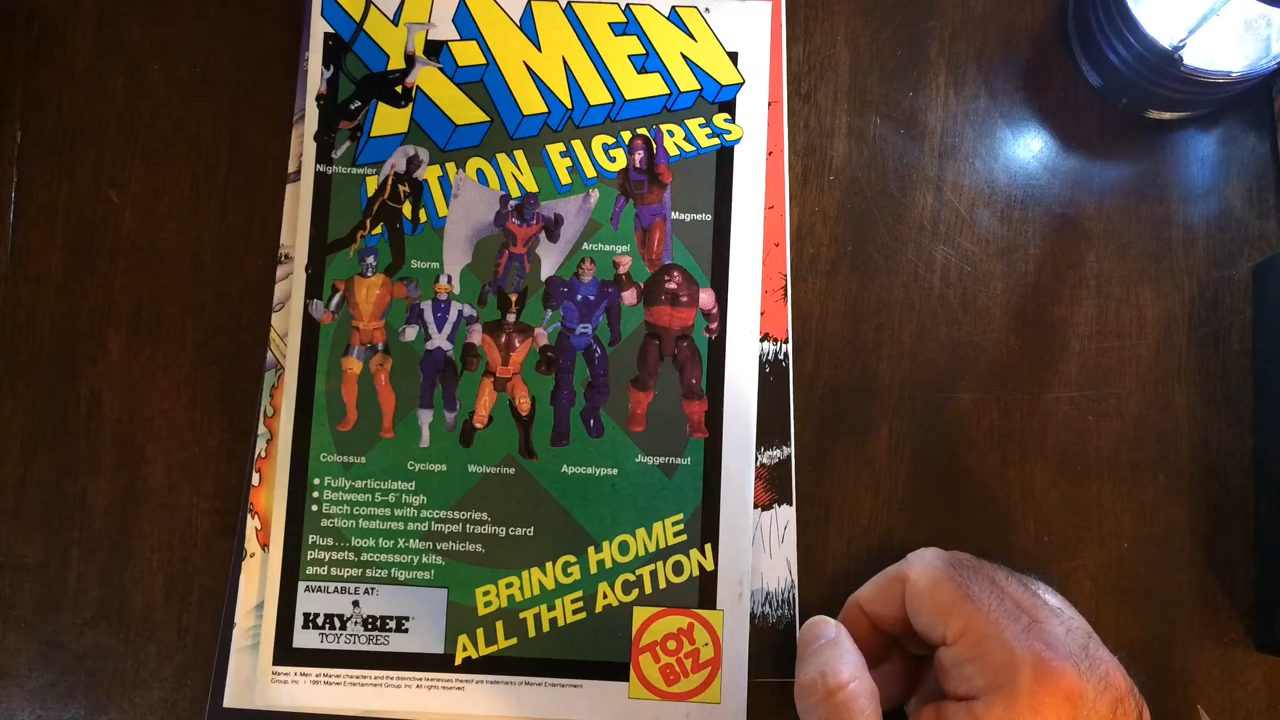 X-MEN®
ACTION FIGURES
Nightcrawler
Magneto
Archangel
Storm
Colossus
Cyclops
Wolverine
Apocalypse
Juggernaut
• Fully-articulated
• Between 5–6" high
• Each comes with accessories,
action features and Impel trading card
Plus...look for X-Men vehicles,
playsets, accessory kits,
and super size figures!
BRING HOME
ALL THE ACTION
AVAILABLE AT:
KAY BEE®
TOY STORES
TOY BIZ™
Marvel, X-Men, all Marvel characters and the distinctive likenesses thereof are trademarks of Marvel Entertainment
Group, Inc. © 1991 Marvel Entertainment Group, Inc. All rights reserved.